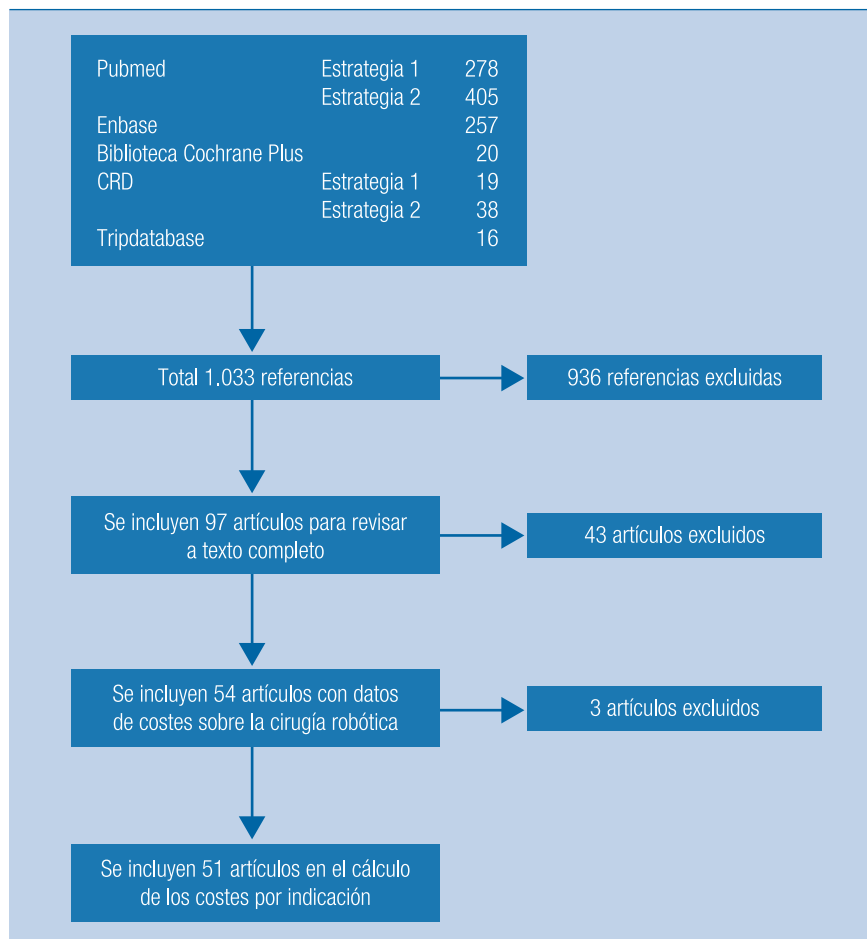 Pubmed Estrategia 1 278
Estrategia 2 405
Enbase 257
Biblioteca Cochrane Plus 20
CRD Estrategia 1 19
Estrategia 2 38
Tripdatabase 16
Total 1.033 referencias
936 referencias excluidas
Se incluyen 97 artículos para revisar
a texto completo
43 artículos excluidos
Se incluyen 54 artículos con datos
de costes sobre la cirugía robótica
3 artículos excluidos
Se incluyen 51 artículos en el cálculo
de los costes por indicación